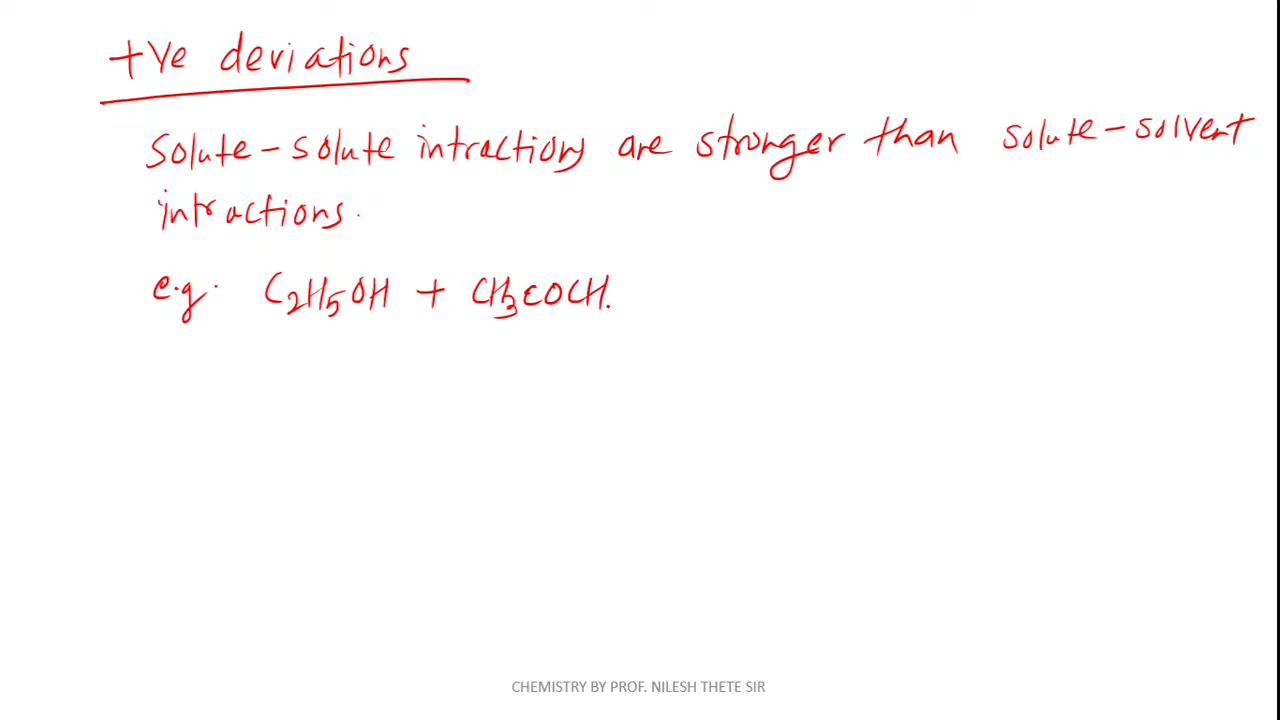 +ve deviations
Solute-solute intractions are stronger than solute-solvent
intractions.
e.g. C2H5OH + CH3COCH.
CHEMISTRY BY PROF. NILESH THETE SIR